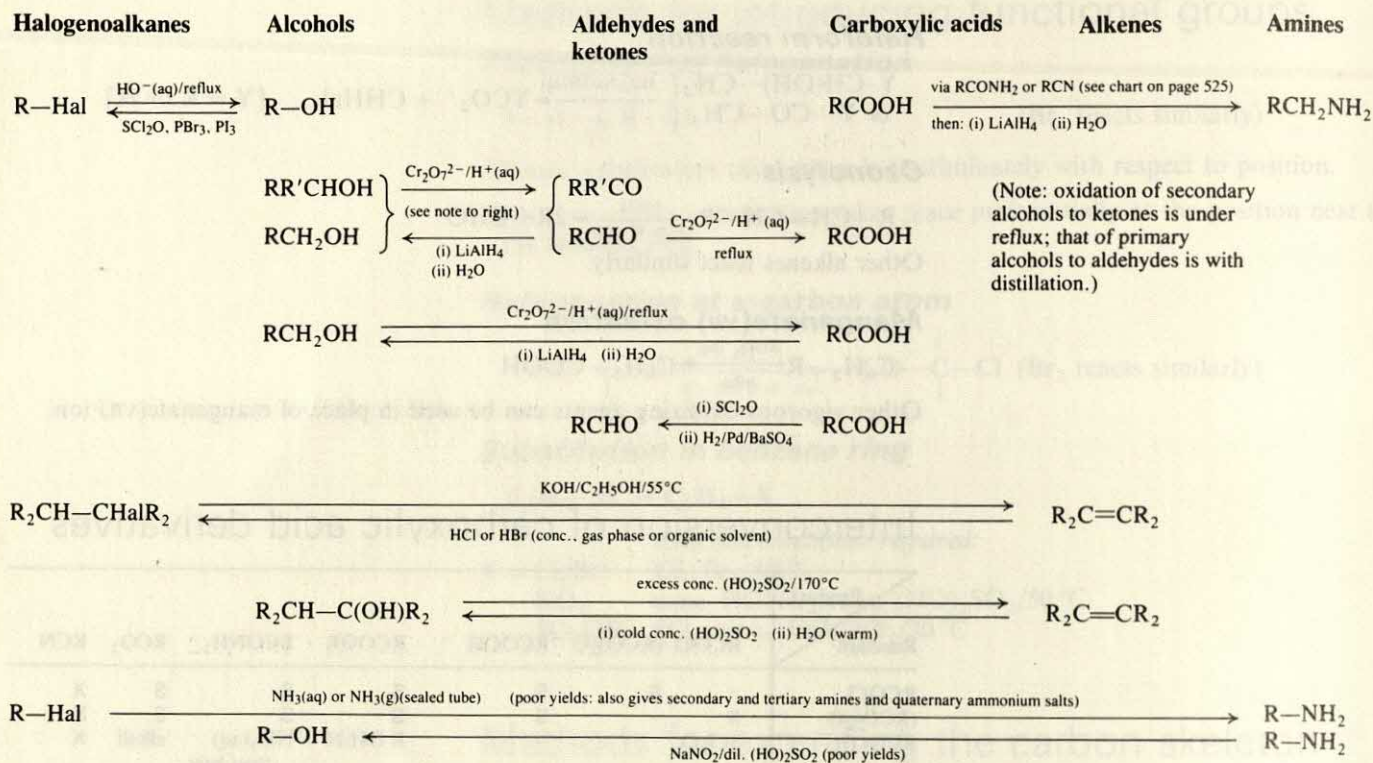 Halogenoalkanes Alcohols Aldehydes and ketones Carboxylic acids Alkenes Amines
HO⁻(aq)/reflux
R—Hal ⇌ R—OH
SCl₂O, PBr₃, PI₃
via RCONH₂ or RCN (see chart on page 525)
RCOOH → RCH₂NH₂
then: (i) LiAlH₄ (ii) H₂O
Cr₂O₇²⁻/H⁺(aq)
RR'CHOH RR'CO
(see note to right)
Cr₂O₇²⁻/H⁺(aq)
RCH₂OH RCHO → RCOOH
(i) LiAlH₄ reflux
(ii) H₂O
(Note: oxidation of secondary
alcohols to ketones is under
reflux; that of primary
alcohols to aldehydes is with
distillation.)
Cr₂O₇²⁻/H⁺(aq)/reflux
RCH₂OH ⇌ RCOOH
(i) LiAlH₄ (ii) H₂O
(i) SCl₂O
RCHO ← RCOOH
(ii) H₂/Pd/BaSO₄
KOH/C₂H₅OH/55°C
R₂CH—CHalR₂ ⇌ R₂C=CR₂
HCl or HBr (conc., gas phase or organic solvent)
excess conc. (HO)₂SO₂/170°C
R₂CH—C(OH)R₂ ⇌ R₂C=CR₂
(i) cold conc. (HO)₂SO₂ (ii) H₂O (warm)
NH₃(aq) or NH₃(g)(sealed tube) (poor yields: also gives secondary and tertiary amines and quaternary ammonium salts)
R—Hal → R—NH₂
R—OH ← R—NH₂
NaNO₂/dil. (HO)₂SO₂ (poor yields)